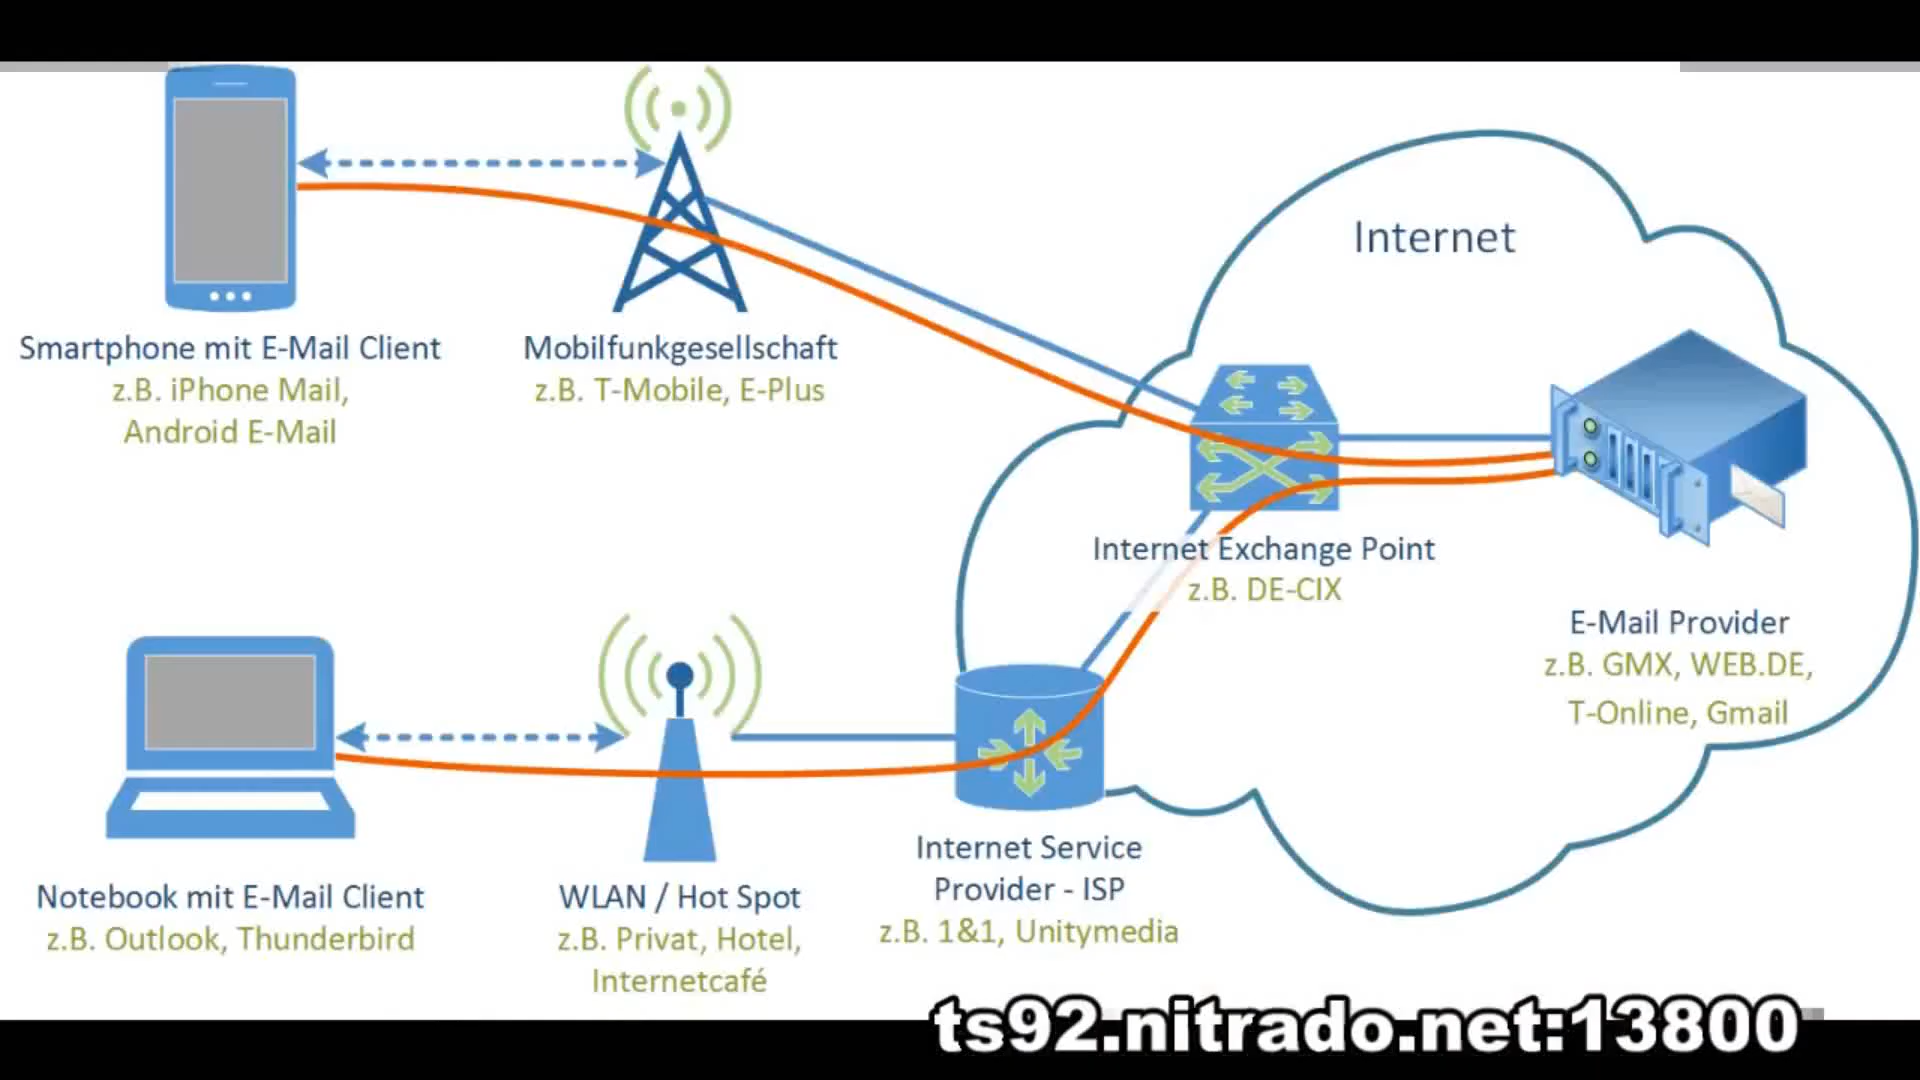 Internet
Smartphone mit E-Mail Client
z.B. iPhone Mail,
Android E-Mail
Mobilfunkgesellschaft
z.B. T-Mobile, E-Plus
Internet Exchange Point
z.B. DE-CIX
E-Mail Provider
z.B. GMX, WEB.DE,
T-Online, Gmail
Notebook mit E-Mail Client
z.B. Outlook, Thunderbird
WLAN / Hot Spot
z.B. Privat, Hotel,
Internetcafé
Internet Service
Provider - ISP
z.B. 1&1, Unitymedia
ts92.nitrado.net:13800